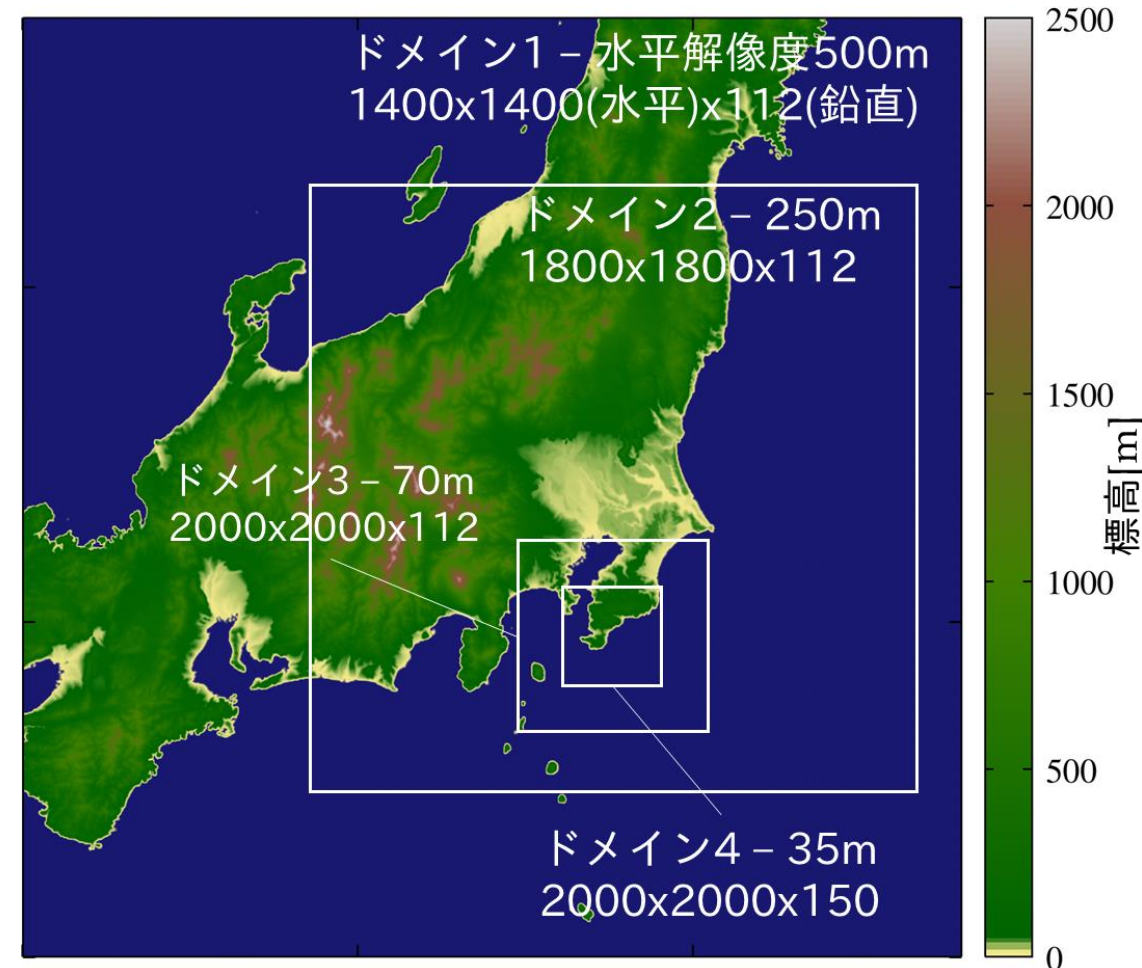 ドメイン1 – 水平解像度500m
1400x1400(水平)x112(鉛直)
ドメイン2 – 250m
1800x1800x112
ドメイン3 – 70m
2000x2000x112
ドメイン4 – 35m
2000x2000x150
2500
2000
1500
1000
500
0
標高[m]